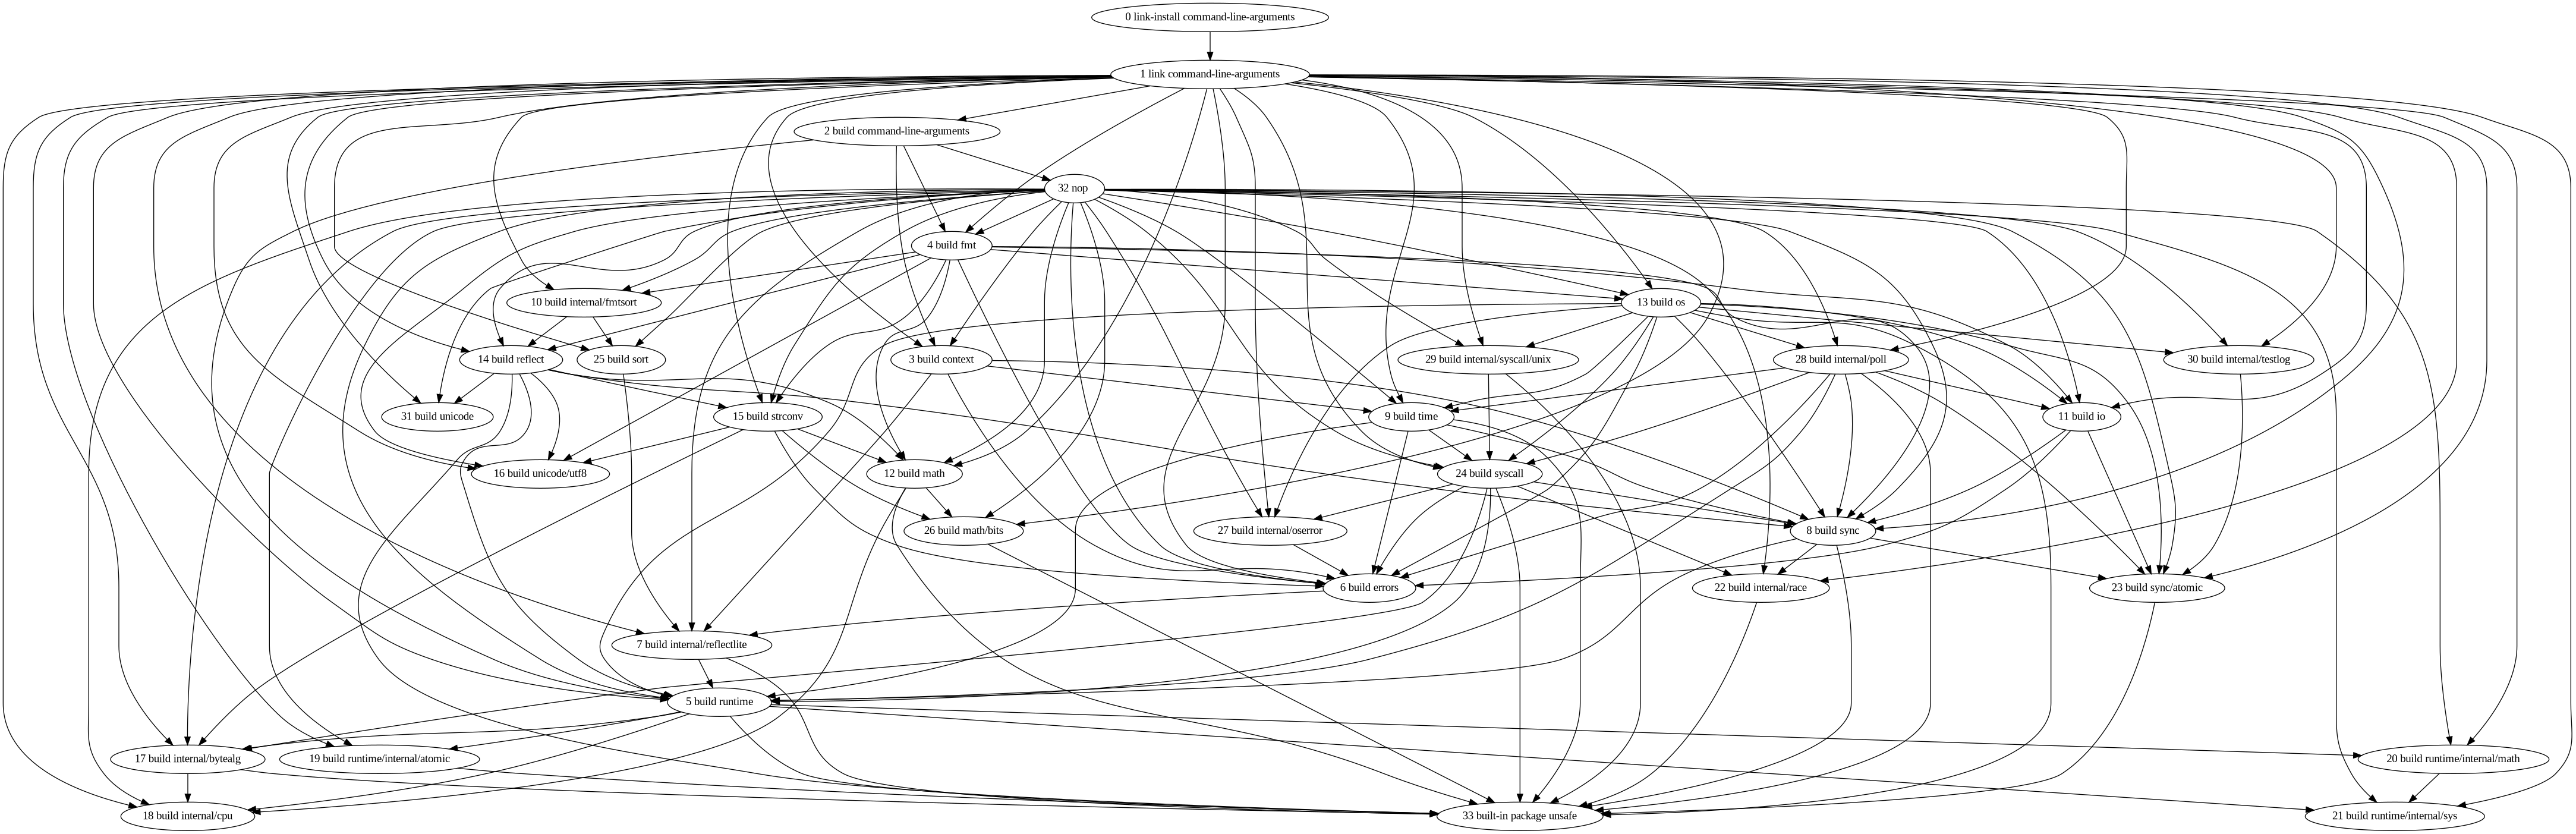 0 link-install command-line-arguments
1 link command-line-arguments
2 build command-line-arguments
32 nop
4 build fmt
10 build internal/fmtsort
13 build os
14 build reflect
25 build sort
3 build context
29 build internal/syscall/unix
28 build internal/poll
30 build internal/testlog
31 build unicode
15 build strconv
9 build time
11 build io
16 build unicode/utf8
12 build math
24 build syscall
26 build math/bits
27 build internal/oserror
8 build sync
6 build errors
22 build internal/race
23 build sync/atomic
7 build internal/reflectlite
5 build runtime
17 build internal/bytealg
19 build runtime/internal/atomic
20 build runtime/internal/math
18 build internal/cpu
33 built-in package unsafe
21 build runtime/internal/sys